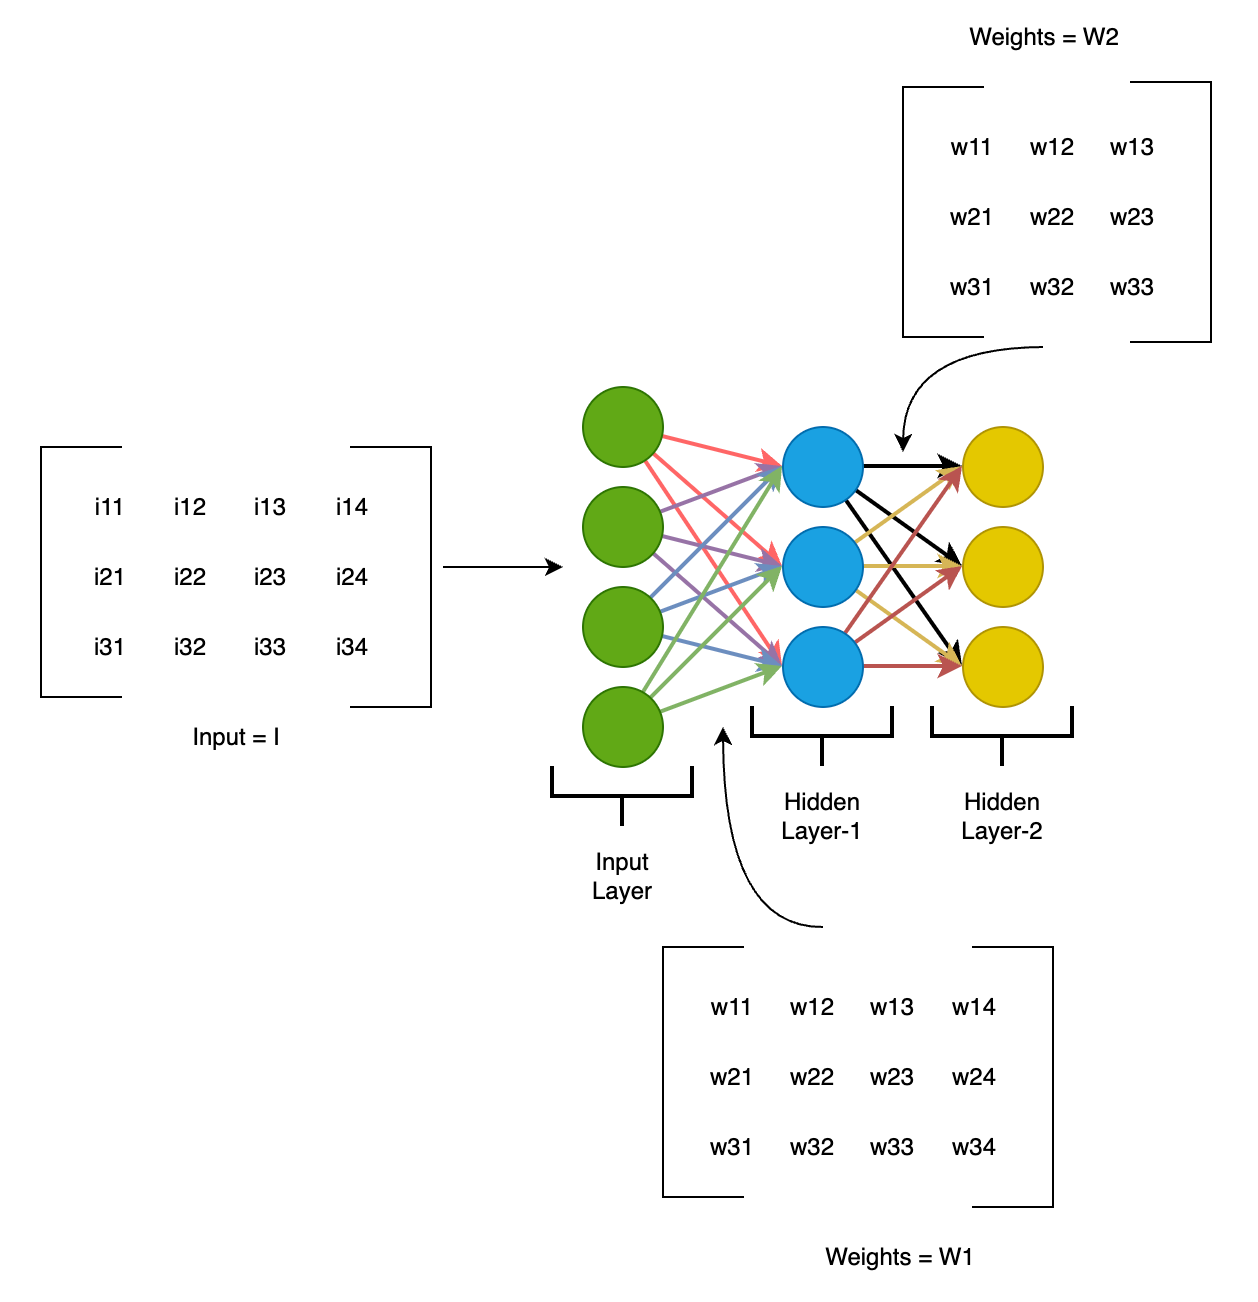 Weights = W2
w11 w12 w13
w21 w22 w23
w31 w32 w33
i11 i12 i13 i14
i21 i22 i23 i24
i31 i32 i33 i34
Input = I
Hidden
Layer-1
Hidden
Layer-2
Input
Layer
w11 w12 w13 w14
w21 w22 w23 w24
w31 w32 w33 w34
Weights = W1